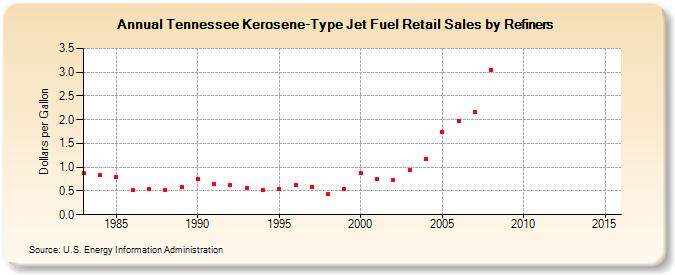 Annual Tennessee Kerosene-Type Jet Fuel Retail Sales by Refiners
Dollars per Gallon
3.5
3.0
2.5
2.0
1.5
1.0
0.5
0.0
1985 1990 1995 2000 2005 2010 2015
Source: U.S. Energy Information Administration